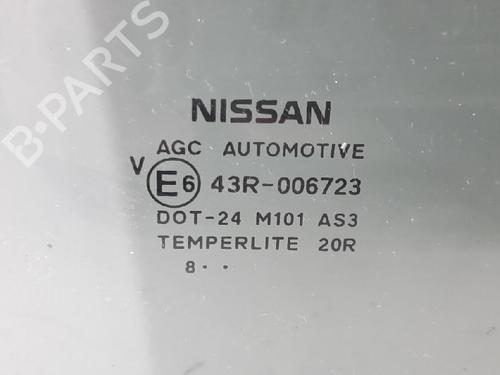 B-PARTS
NISSAN
AGC AUTOMOTIVE
V E6 43R-006723
DOT-24 M101 AS3
TEMPERLITE 20R
8··